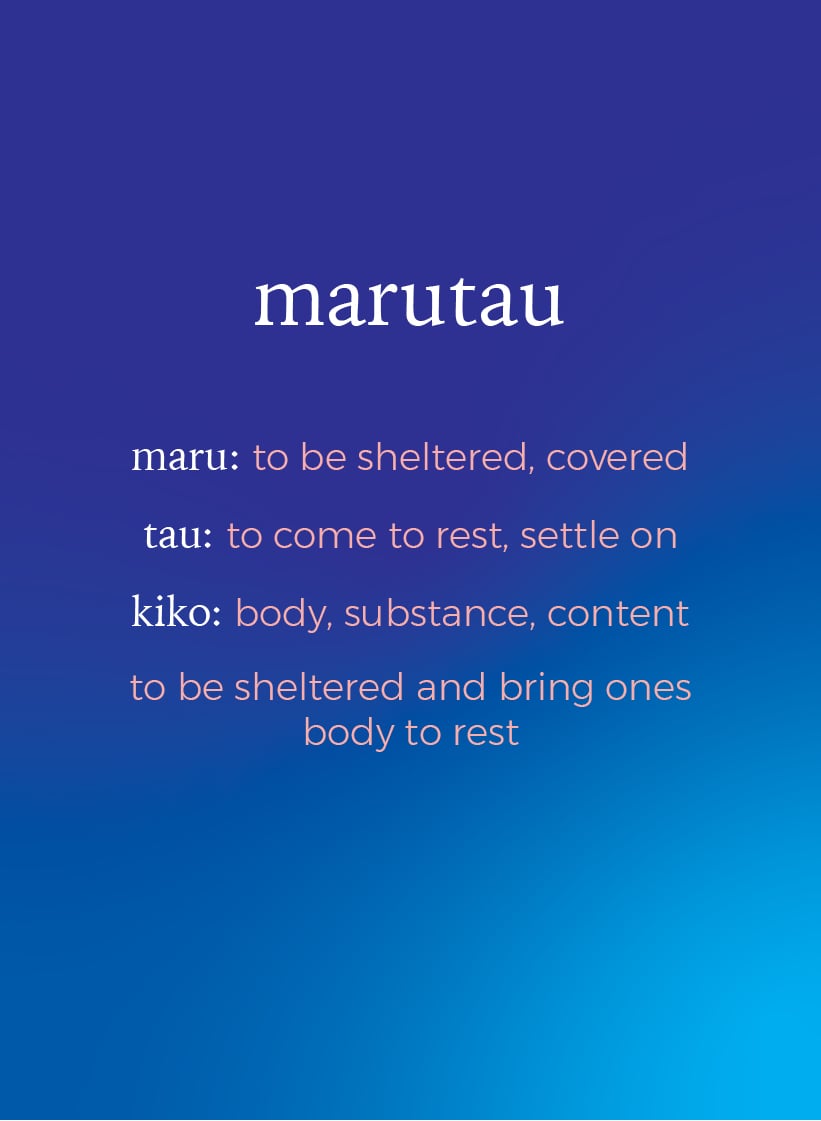 marutau
maru: to be sheltered, covered
tau: to come to rest, settle on
kiko: body, substance, content
to be sheltered and bring ones
body to rest